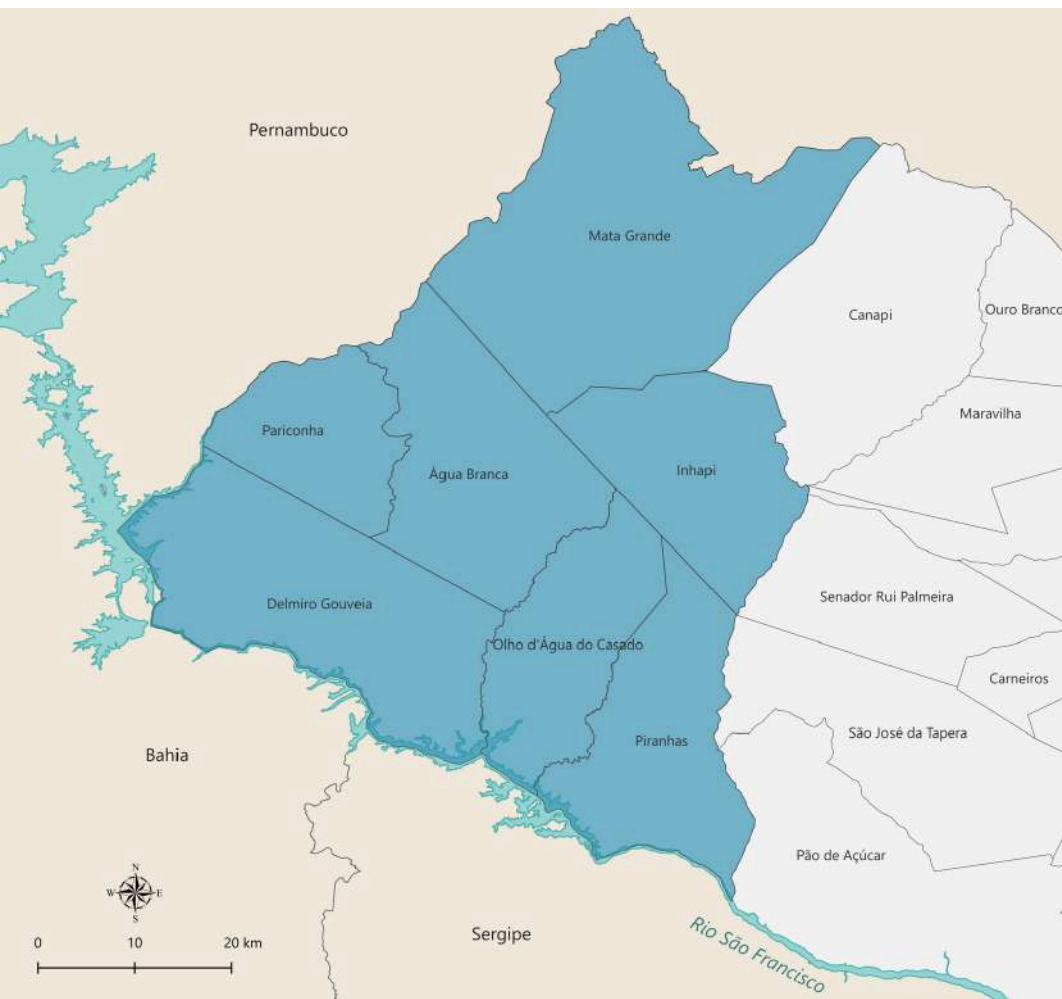 Pernambuco
Mata Grande
Canapi
Ouro Branco
Maravilha
Pariconha
Água Branca
Inhapi
Delmiro Gouveia
Senador Rui Palmeira
Olho d'Água do Casado
Carneiros
Piranhas
São José da Tapera
Bahia
Pão de Açúcar
N
W E
S
Sergipe
Rio São Francisco
0 10 20 km